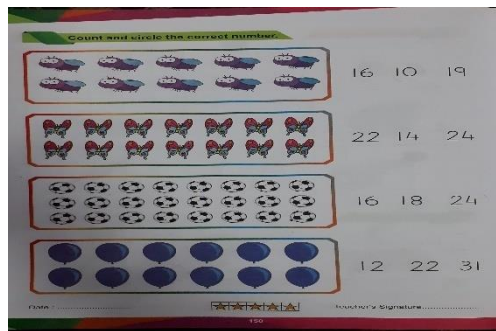 Count and circle the correct number.
16 10 19
22 14 24
16 18 24
12 22 31
Date :.................... Teacher's Signature....................
150